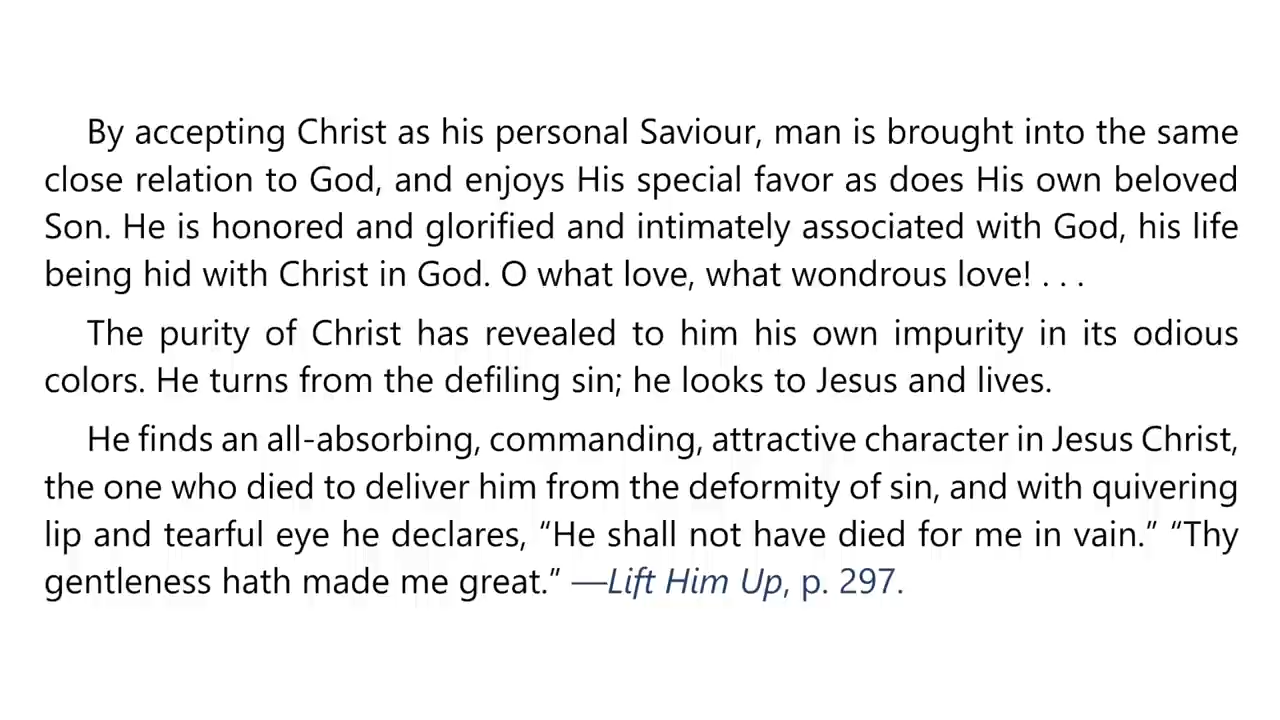 By accepting Christ as his personal Saviour, man is brought into the same
close relation to God, and enjoys His special favor as does His own beloved
Son. He is honored and glorified and intimately associated with God, his life
being hid with Christ in God. O what love, what wondrous love! . . .
The purity of Christ has revealed to him his own impurity in its odious
colors. He turns from the defiling sin; he looks to Jesus and lives.
He finds an all-absorbing, commanding, attractive character in Jesus Christ,
the one who died to deliver him from the deformity of sin, and with quivering
lip and tearful eye he declares, “He shall not have died for me in vain.” “Thy
gentleness hath made me great.” —Lift Him Up, p. 297.